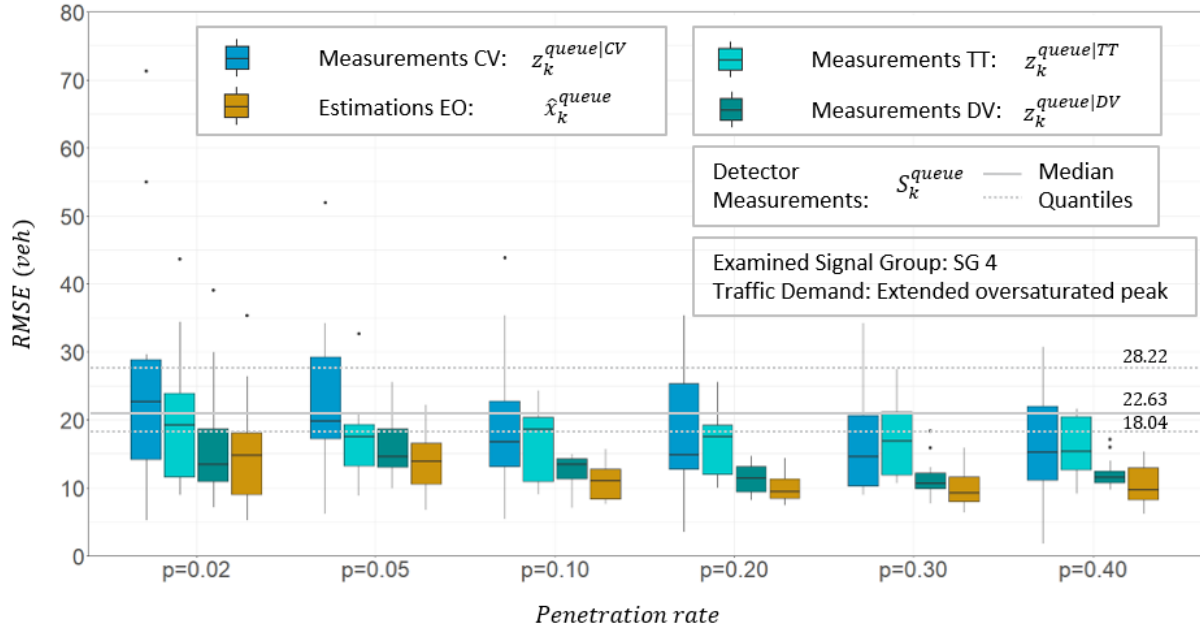 80
70
60
50
40
30
20
10
0
RMSE (veh)
Measurements CV: z_k^{queue|CV}
Estimations EO: x̂_k^{queue}
Measurements TT: z_k^{queue|TT}
Measurements DV: z_k^{queue|DV}
Detector Measurements: S_k^{queue}
Median
Quantiles
Examined Signal Group: SG 4
Traffic Demand: Extended oversaturated peak
28.22
22.63
18.04
p=0.02 p=0.05 p=0.10 p=0.20 p=0.30 p=0.40
Penetration rate